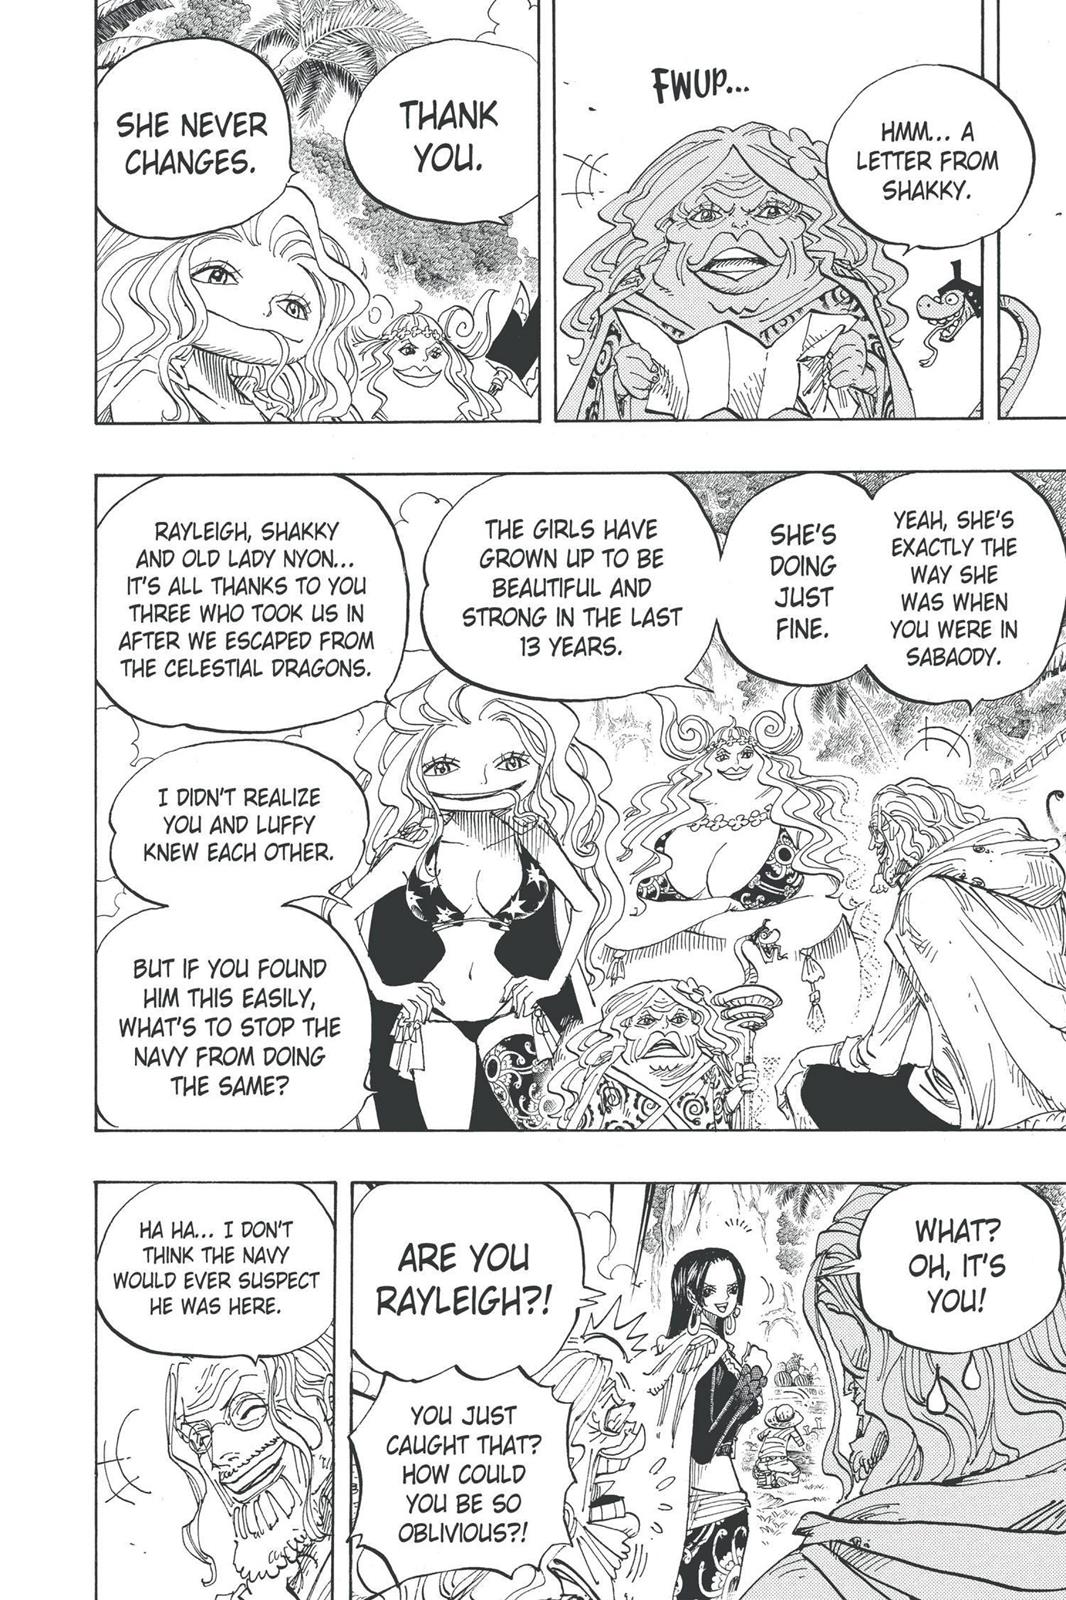 HMM... A
LETTER FROM
SHAKKY.
FWUP...
THANK
YOU.
SHE NEVER
CHANGES.
YEAH, SHE'S
EXACTLY THE
WAY SHE
WAS WHEN
YOU WERE IN
SABAODY.
SHE'S
DOING
JUST
FINE.
THE GIRLS HAVE
GROWN UP TO BE
BEAUTIFUL AND
STRONG IN THE LAST
13 YEARS.
RAYLEIGH, SHAKKY
AND OLD LADY NYON...
IT'S ALL THANKS TO YOU
THREE WHO TOOK US IN
AFTER WE ESCAPED FROM
THE CELESTIAL DRAGONS.
I DIDN'T REALIZE
YOU AND LUFFY
KNEW EACH OTHER.
BUT IF YOU FOUND
HIM THIS EASILY,
WHAT'S TO STOP THE
NAVY FROM DOING
THE SAME?
WHAT?
OH, IT'S
YOU!
ARE YOU
RAYLEIGH?!
YOU JUST
CAUGHT THAT?
HOW COULD
YOU BE SO
OBLIVIOUS?!
HA HA... I DON'T
THINK THE NAVY
WOULD EVER SUSPECT
HE WAS HERE.